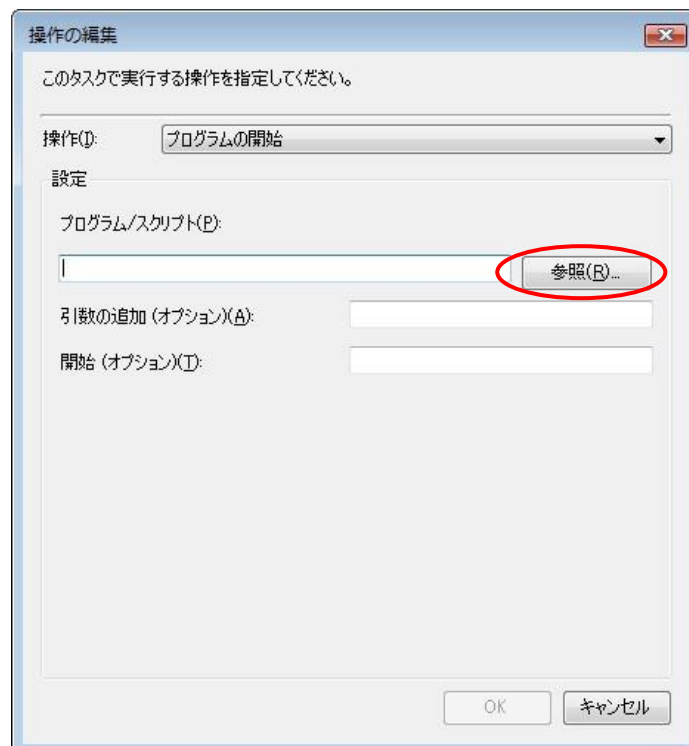 操作の編集
このタスクで実行する操作を指定してください。
操作(I): プログラムの開始
設定
プログラム/スクリプト(P):
参照(R)...
引数の追加 (オプション)(A):
開始 (オプション)(T):
OK キャンセル